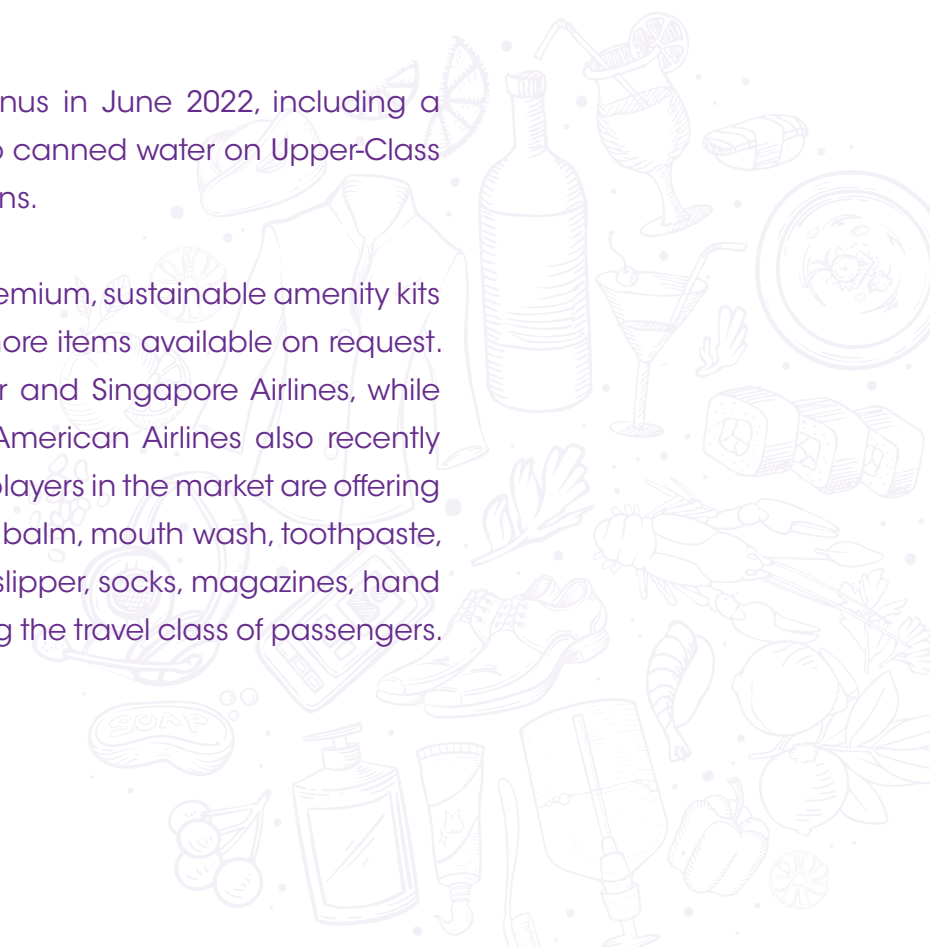 nus in June 2022, including a
canned water on Upper-Class
ns.
emium, sustainable amenity kits
ore items available on request.
r and Singapore Airlines, while
American Airlines also recently
layers in the market are offering
balm, mouth wash, toothpaste,
slipper, socks, magazines, hand
g the travel class of passengers.
SOAP